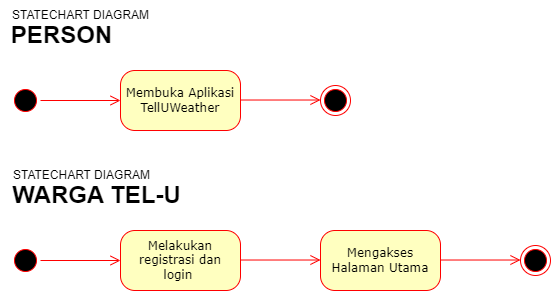 STATECHART DIAGRAM
PERSON
Membuka Aplikasi
TellUWeather
STATECHART DIAGRAM
WARGA TEL-U
Melakukan
registrasi dan
login
Mengakses
Halaman Utama